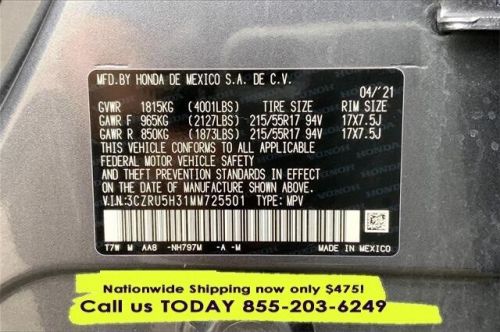 MFD.BY HONDA DE MEXICO S.A. DE C.V.
04/'21
GVWR 1815KG (4001LBS) TIRE SIZE RIM SIZE
GAWR F 965KG (2127LBS) 215/55R17 94V 17X7.5J
GAWR R 850KG (1873LBS) 215/55R17 94V 17X7.5J
THIS VEHICLE CONFORMS TO ALL APPLICABLE
FEDERAL MOTOR VEHICLE SAFETY, BUMPER,
AND THEFT PREVENTION STANDARDS IN EFFECT ON THE
DATE OF MANUFACTURE SHOWN ABOVE.
V.I.N:3CZRU5H31MM725501 TYPE: MPV
T7W M AA8 -NH797M -A -M
MADE IN MEXICO
Nationwide Shipping now only $475!
Call us TODAY 855-203-6249